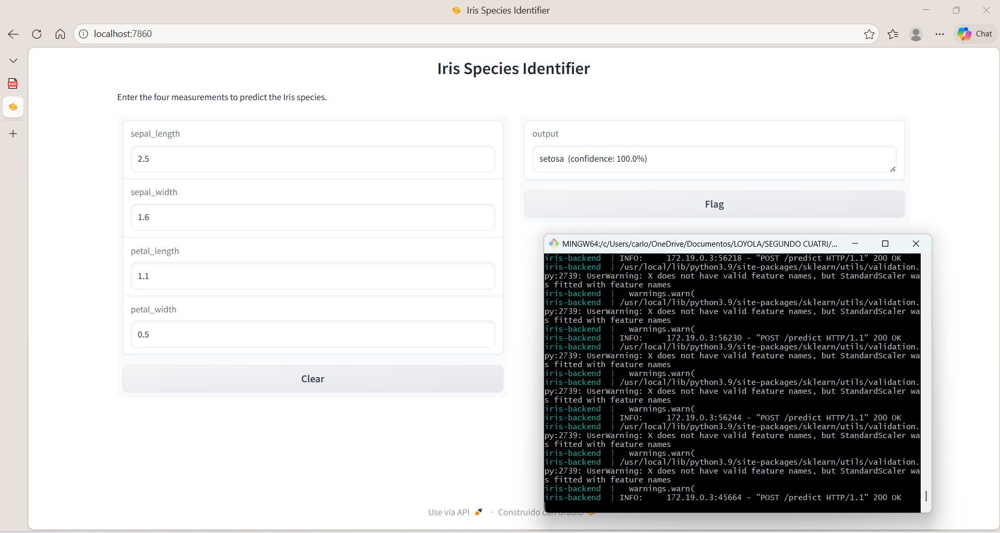 Iris Species Identifier
localhost:7860
Chat
PDF
Iris Species Identifier
Enter the four measurements to predict the Iris species.
sepal_length
2.5
sepal_width
1.6
petal_length
1.1
petal_width
0.5
Clear
output
setosa (confidence: 100.0%)
Flag
MINGW64:/c/Users/carlo/OneDrive/Documentos/LOYOLA/SEGUNDO CUATRI/...
iris-backend | INFO: 172.19.0.3:56218 - "POST /predict HTTP/1.1" 200 OK
iris-backend | /usr/local/lib/python3.9/site-packages/sklearn/utils/validation.
py:2739: UserWarning: X does not have valid feature names, but StandardScaler wa
s fitted with feature names
iris-backend | warnings.warn(
iris-backend | /usr/local/lib/python3.9/site-packages/sklearn/utils/validation.
py:2739: UserWarning: X does not have valid feature names, but StandardScaler wa
s fitted with feature names
iris-backend | warnings.warn(
iris-backend | INFO: 172.19.0.3:56230 - "POST /predict HTTP/1.1" 200 OK
iris-backend | /usr/local/lib/python3.9/site-packages/sklearn/utils/validation.
py:2739: UserWarning: X does not have valid feature names, but StandardScaler wa
s fitted with feature names
iris-backend | warnings.warn(
iris-backend | /usr/local/lib/python3.9/site-packages/sklearn/utils/validation.
py:2739: UserWarning: X does not have valid feature names, but StandardScaler wa
s fitted with feature names
iris-backend | warnings.warn(
iris-backend | INFO: 172.19.0.3:56244 - "POST /predict HTTP/1.1" 200 OK
iris-backend | /usr/local/lib/python3.9/site-packages/sklearn/utils/validation.
py:2739: UserWarning: X does not have valid feature names, but StandardScaler wa
s fitted with feature names
iris-backend | warnings.warn(
iris-backend | /usr/local/lib/python3.9/site-packages/sklearn/utils/validation.
py:2739: UserWarning: X does not have valid feature names, but StandardScaler wa
s fitted with feature names
iris-backend | warnings.warn(
iris-backend | INFO: 172.19.0.3:45664 - "POST /predict HTTP/1.1" 200 OK
Use via API · Construido con Gradio